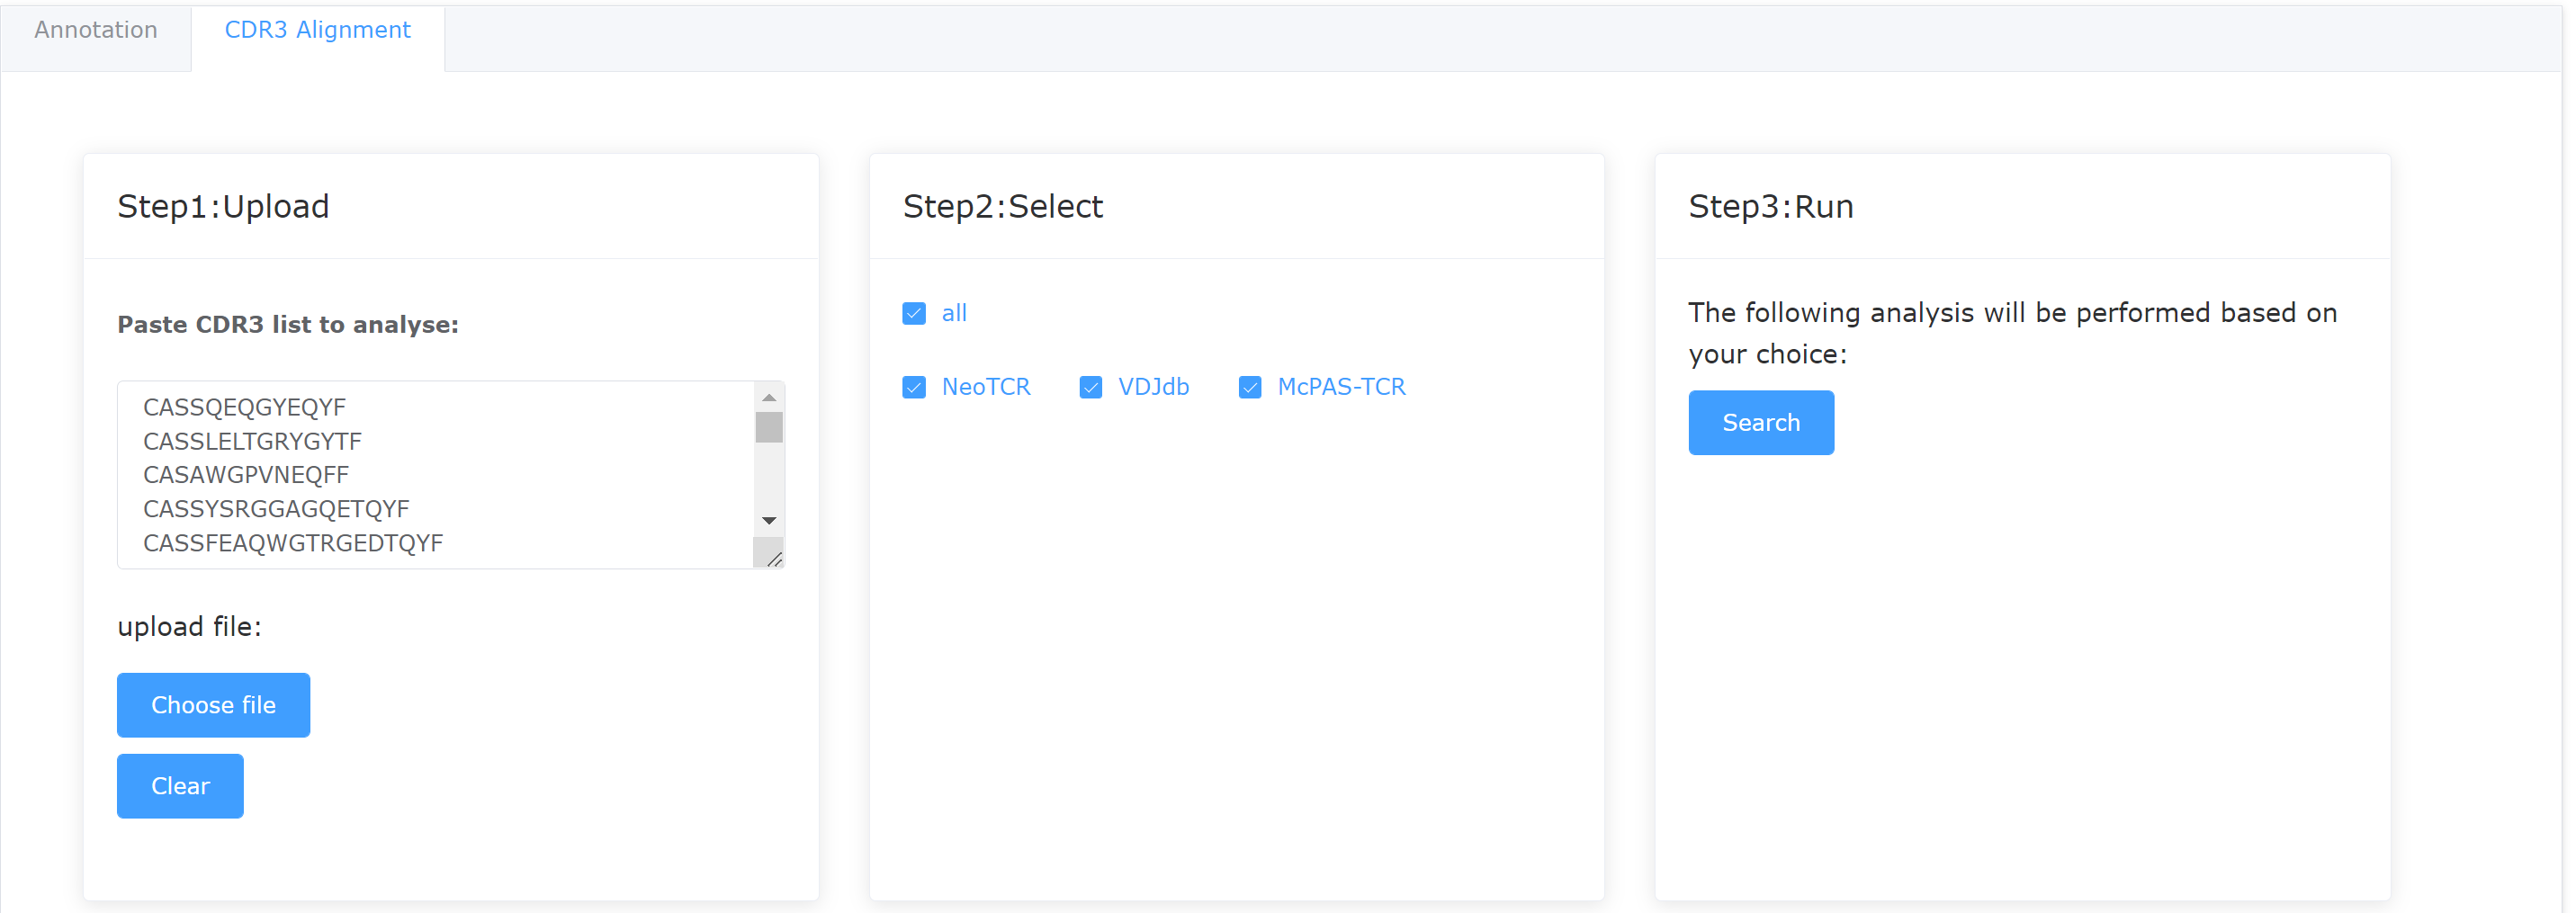 Annotation
CDR3 Alignment
Step1:Upload
Paste CDR3 list to analyse:
CASSQEQGYEQYF
CASSLELTGRYGYTF
CASAWGPVNEQFF
CASSYSRGGAGQETQYF
CASSFEAQWGTRGEDTQYF
upload file:
Choose file
Clear
Step2:Select
all
NeoTCR
VDJdb
McPAS-TCR
Step3:Run
The following analysis will be performed based on
your choice:
Search